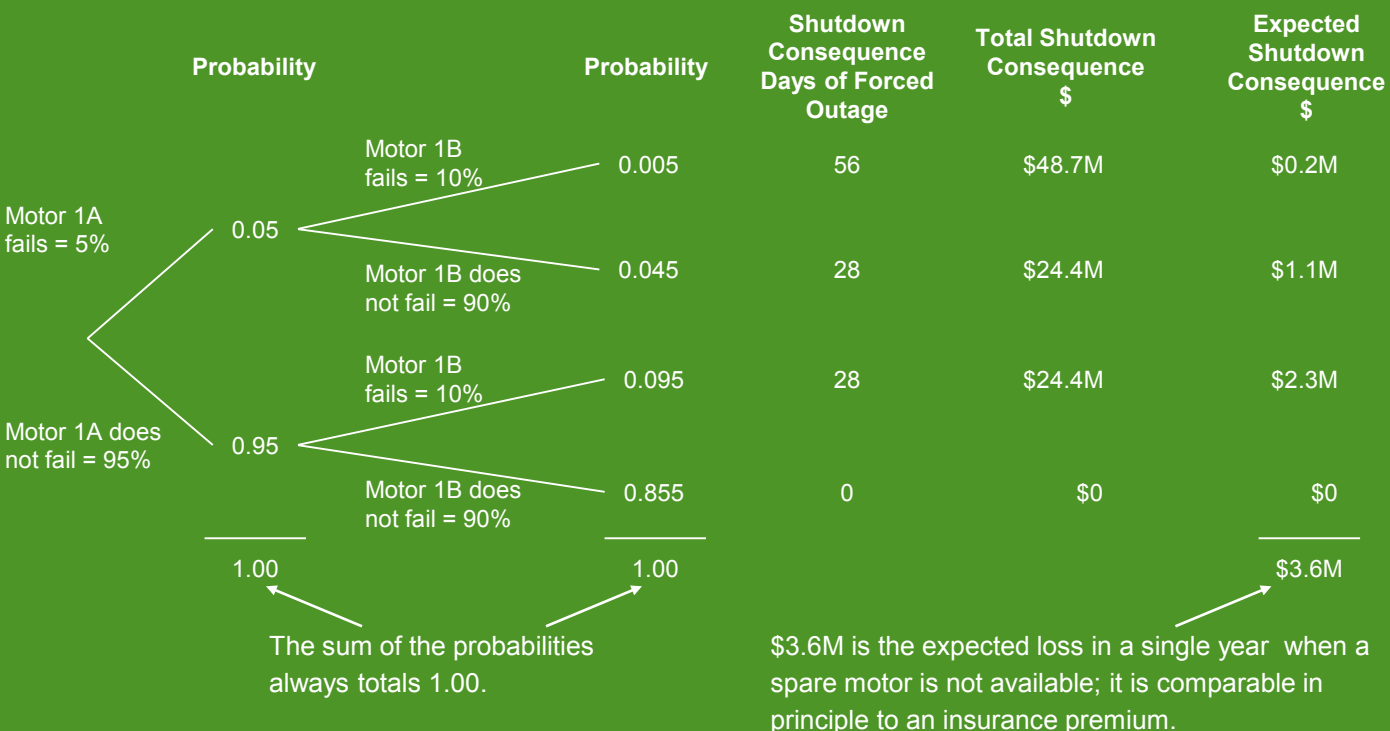 Probability
Probability
Shutdown
Consequence
Days of Forced
Outage
Total Shutdown
Consequence
$
Expected
Shutdown
Consequence
$
Motor 1A
fails = 5%
0.05
Motor 1B
fails = 10%
0.005
56
$48.7M
$0.2M
Motor 1B does
not fail = 90%
0.045
28
$24.4M
$1.1M
Motor 1A does
not fail = 95%
0.95
Motor 1B
fails = 10%
0.095
28
$24.4M
$2.3M
Motor 1B does
not fail = 90%
0.855
0
$0
$0
1.00
1.00
$3.6M
The sum of the probabilities
always totals 1.00.
$3.6M is the expected loss in a single year when a
spare motor is not available; it is comparable in
principle to an insurance premium.